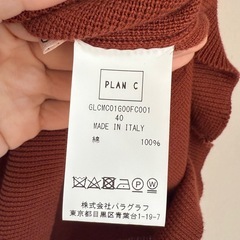 PLAN C
GLCMC01G00FC001
40
MADE IN ITALY
綿 100%
株式会社パラグラフ
東京都目黒区青葉台1-19-7